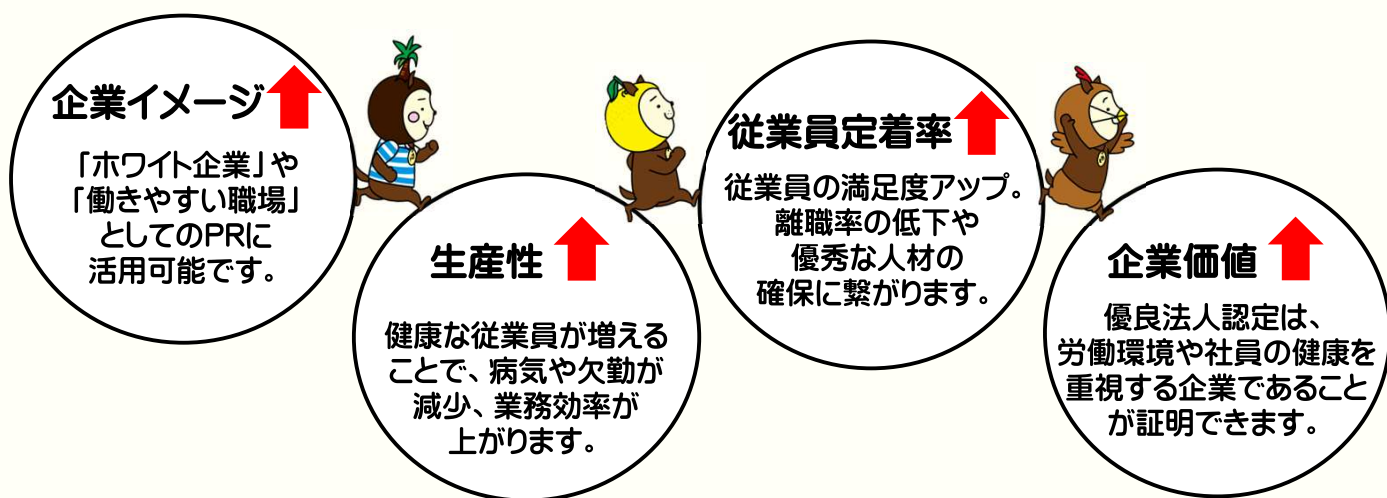 企業イメージ
「ホワイト企業」や
「働きやすい職場」
としてのPRに
活用可能です。
生産性
健康な従業員が増える
ことで、病気や欠勤が
減少、業務効率が
上がります。
従業員定着率
従業員の満足度アップ。
離職率の低下や
優秀な人材の
確保に繋がります。
企業価値
優良法人認定は、
労働環境や社員の健康を
重視する企業であること
が証明できます。